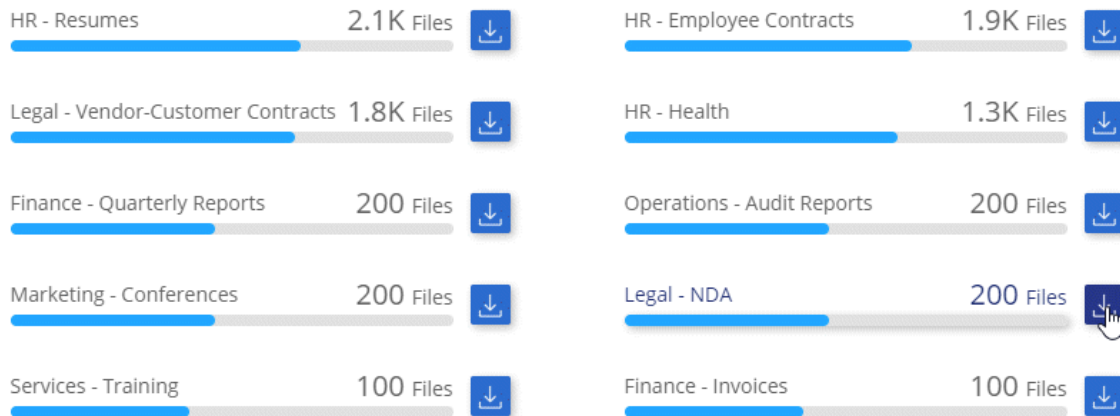 HR - Resumes 2.1K Files
HR - Employee Contracts 1.9K Files
Legal - Vendor-Customer Contracts 1.8K Files
HR - Health 1.3K Files
Finance - Quarterly Reports 200 Files
Operations - Audit Reports 200 Files
Marketing - Conferences 200 Files
Legal - NDA 200 Files
Services - Training 100 Files
Finance - Invoices 100 Files